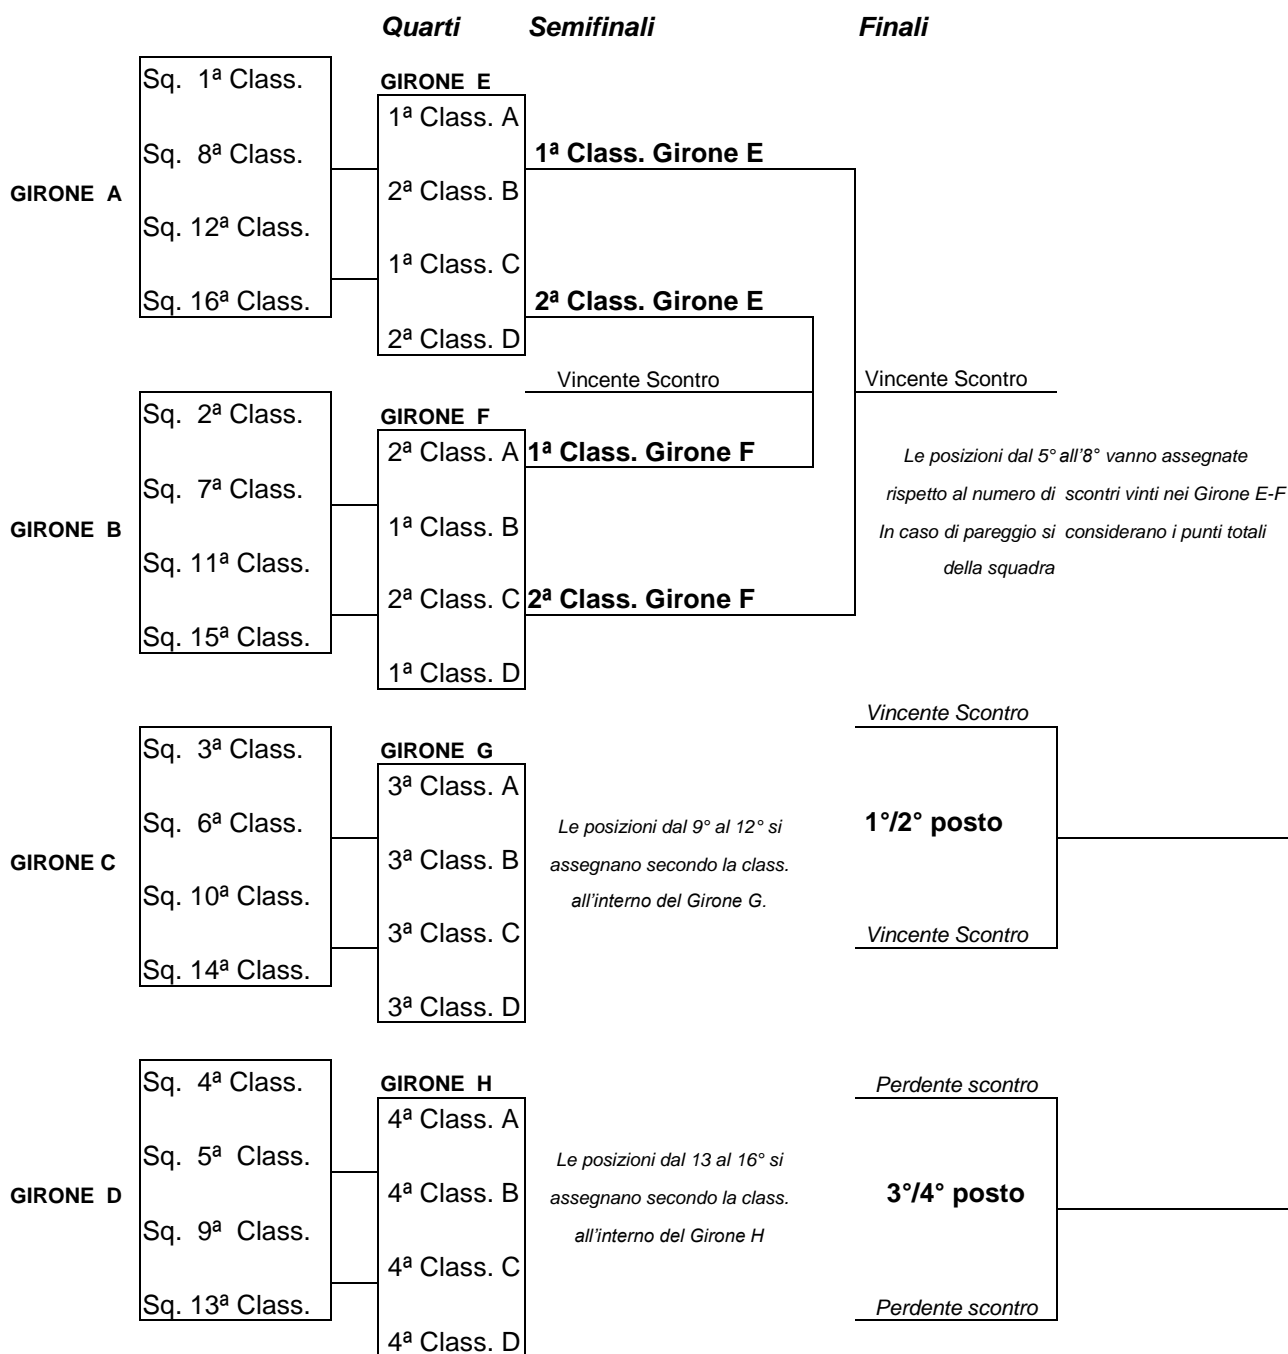 Quarti Semifinali Finali
Sq. 1ª Class.
GIRONE E
1ª Class. A
Sq. 8ª Class.
1ª Class. Girone E
GIRONE A
2ª Class. B
Sq. 12ª Class.
1ª Class. C
Sq. 16ª Class.
2ª Class. Girone E
2ª Class. D
Vincente Scontro
Vincente Scontro
Sq. 2ª Class.
GIRONE F
2ª Class. A
1ª Class. Girone F
Le posizioni dal 5° all'8° vanno assegnate
rispetto al numero di scontri vinti nei Girone E-F
In caso di pareggio si considerano i punti totali
della squadra
Sq. 7ª Class.
GIRONE B
1ª Class. B
Sq. 11ª Class.
2ª Class. C
2ª Class. Girone F
Sq. 15ª Class.
1ª Class. D
Vincente Scontro
Sq. 3ª Class.
GIRONE G
3ª Class. A
Sq. 6ª Class.
Le posizioni dal 9° al 12° si
assegnano secondo la class.
all'interno del Girone G.
1°/2° posto
GIRONE C
3ª Class. B
Sq. 10ª Class.
3ª Class. C
Vincente Scontro
Sq. 14ª Class.
3ª Class. D
Sq. 4ª Class.
GIRONE H
Perdente scontro
4ª Class. A
Sq. 5ª Class.
Le posizioni dal 13 al 16° si
assegnano secondo la class.
all'interno del Girone H
GIRONE D
4ª Class. B
3°/4° posto
Sq. 9ª Class.
4ª Class. C
Sq. 13ª Class.
Perdente scontro
4ª Class. D